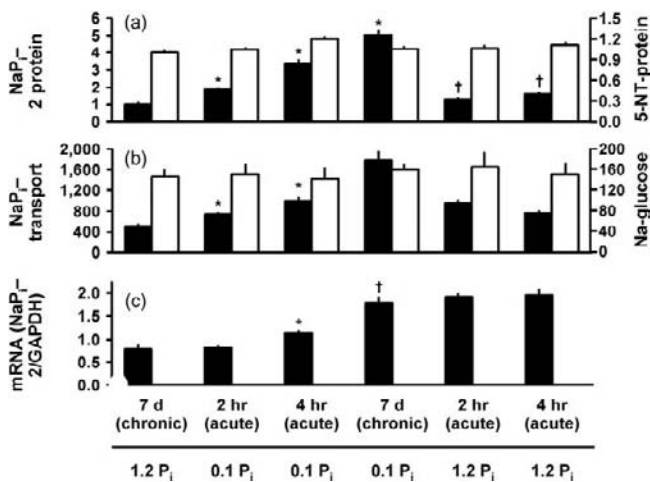 (a)
NaPi–
2 protein
6
5
4
3
2
1
0
* * *
† †
1.5
1.2
0.9
0.6
0.3
0.0
5-NT-protein
(b)
NaPi–
transport
2,000
1,600
1200
800
400
0
* *
200
160
120
80
40
0
Na-glucose
(c)
mRNA (NaPi–
2/GAPDH)
2.0
1.5
1.0
0.5
0.0
* †
7 d 2 hr 4 hr 7 d 2 hr 4 hr
(chronic) (acute) (acute) (chronic) (acute) (acute)
1.2 Pi 0.1 Pi 0.1 Pi 0.1 Pi 1.2 Pi 1.2 Pi